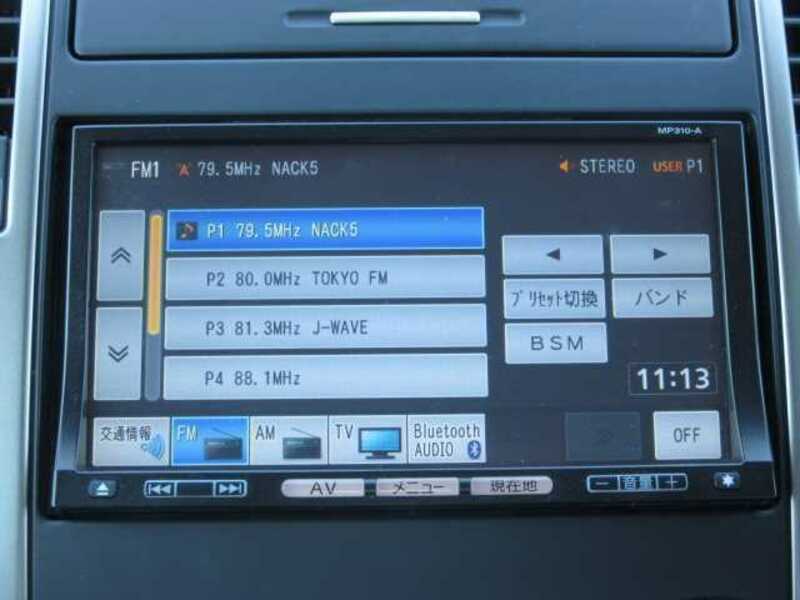 MP310-A
FM1 79.5MHz NACK5 STEREO USER P1
P1 79.5MHz NACK5
P2 80.0MHz TOKYO FM
P3 81.3MHz J-WAVE
P4 88.1MHz
◀ ▶
プリセット切換 バンド
BSM
11:13
交通情報 FM AM TV Bluetooth AUDIO OFF
AV メニュー 現在地 － 音量 ＋